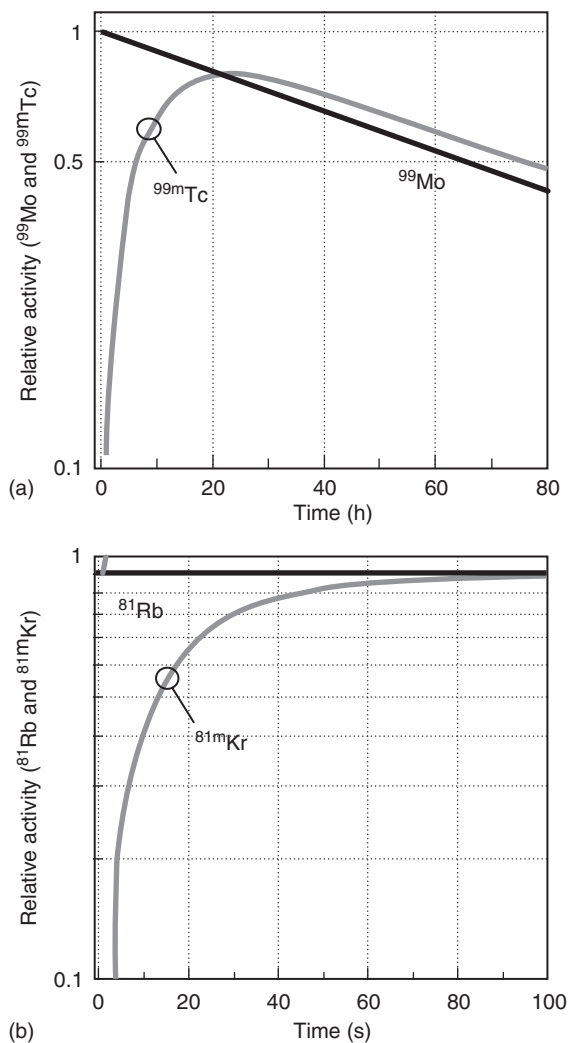 1
0.5
0.1
Relative activity (⁹⁹Mo and ⁹⁹ᵐTc)
⁹⁹ᵐTc
⁹⁹Mo
0 20 40 60 80
(a)
Time (h)
1
0.1
Relative activity (⁸¹Rb and ⁸¹ᵐKr)
⁸¹Rb
⁸¹ᵐKr
0 20 40 60 80 100
(b)
Time (s)